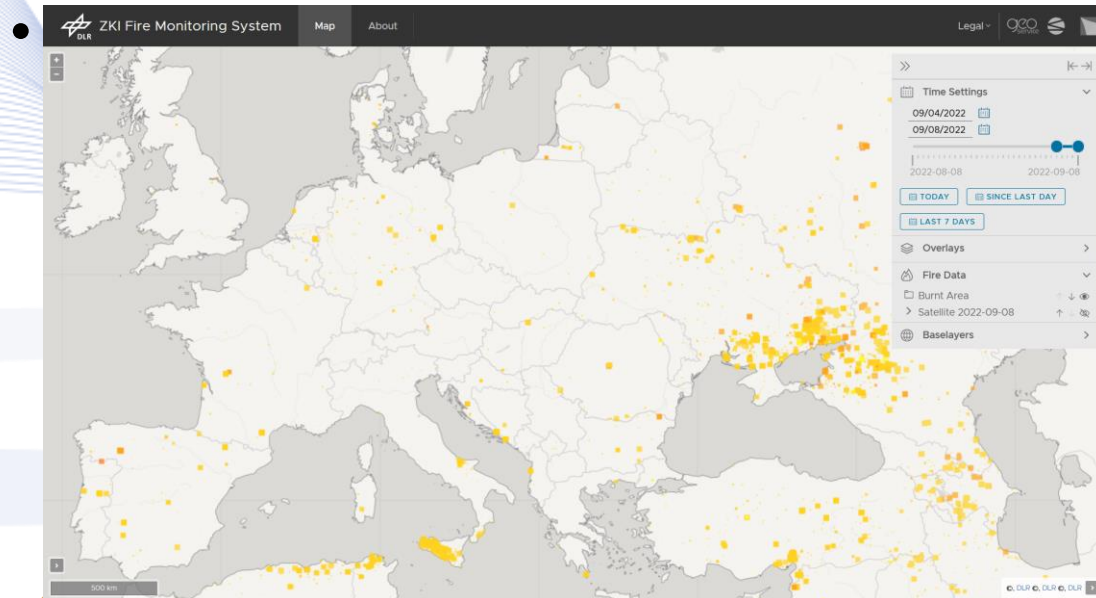 DLR ZKI Fire Monitoring System Map About Legal geo service
+
-
Time Settings
09/04/2022
09/08/2022
2022-08-08 2022-09-08
TODAY SINCE LAST DAY
LAST 7 DAYS
Overlays
Fire Data
Burnt Area
Satellite 2022-09-08
Baselayers
500 km
©, DLR ©, DLR ©, DLR